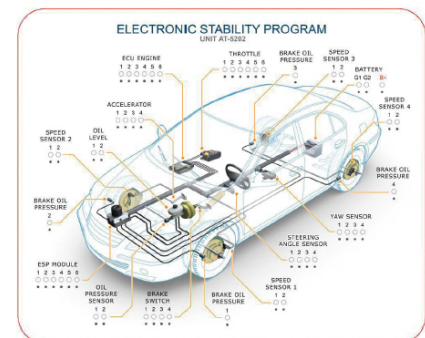 ELECTRONIC STABILITY PROGRAM
UNIT AT-5202
ECU ENGINE
1 2 3 4 5 6
THROTTLE
1 2 3 4 5 6
BRAKE OIL
PRESSURE
3
SPEED
SENSOR 3
1 2
BATTERY
G1 G2 B+
ACCELERATOR
1 2 3 4
SPEED
SENSOR 4
1 2
SPEED
SENSOR 2
1 2
OIL
LEVEL
1 2
BRAKE OIL
PRESSURE
2
BRAKE OIL
PRESSURE
4
YAW SENSOR
1 2 3 4
STEERING
ANGLE SENSOR
1 2 3 4
ESP MODULE
1 2 3 4 5 6
OIL
PRESSURE
SENSOR
1 2
BRAKE
SWITCH
1 2 3 4
BRAKE OIL
PRESSURE
1
SPEED
SENSOR 1
1 2